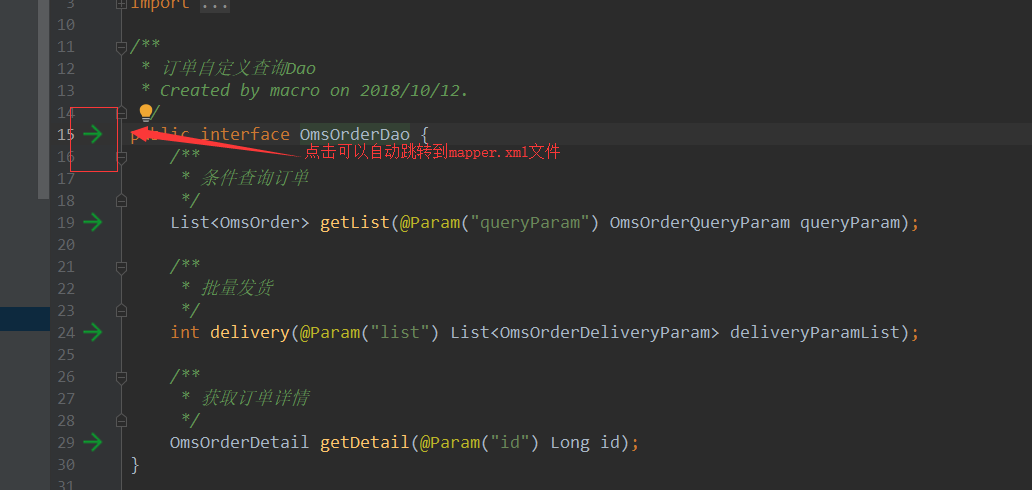 3 import ...
10
11 /**
12 * 订单自定义查询Dao
13 * Created by macro on 2018/10/12.
14 */
15 public interface OmsOrderDao {
点击可以自动跳转到mapper.xml文件
16 /**
17 * 条件查询订单
18 */
19 List<OmsOrder> getList(@Param("queryParam") OmsOrderQueryParam queryParam);
20
21 /**
22 * 批量发货
23 */
24 int delivery(@Param("list") List<OmsOrderDeliveryParam> deliveryParamList);
25
26 /**
27 * 获取订单详情
28 */
29 OmsOrderDetail getDetail(@Param("id") Long id);
30 }
31